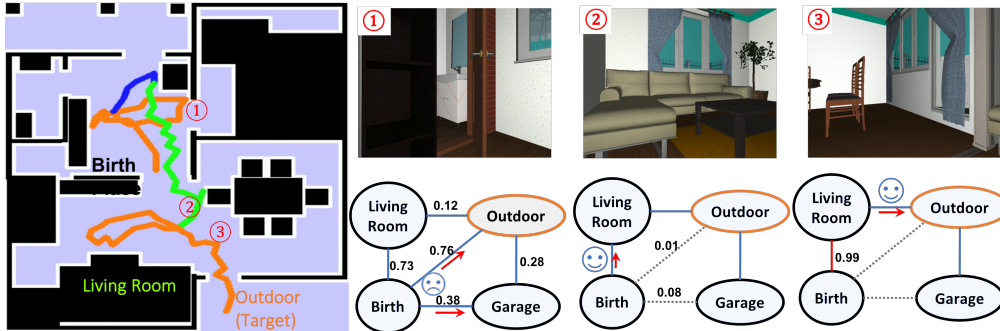 ①
②
③
①
Birth
Place
②
③
Living Room
Outdoor
(Target)
Living
Room
0.12
Outdoor
0.76
0.73
0.28
Birth
0.38
Garage
Living
Room
Outdoor
0.01
Birth
0.08
Garage
Living
Room
Outdoor
0.99
Birth
Garage